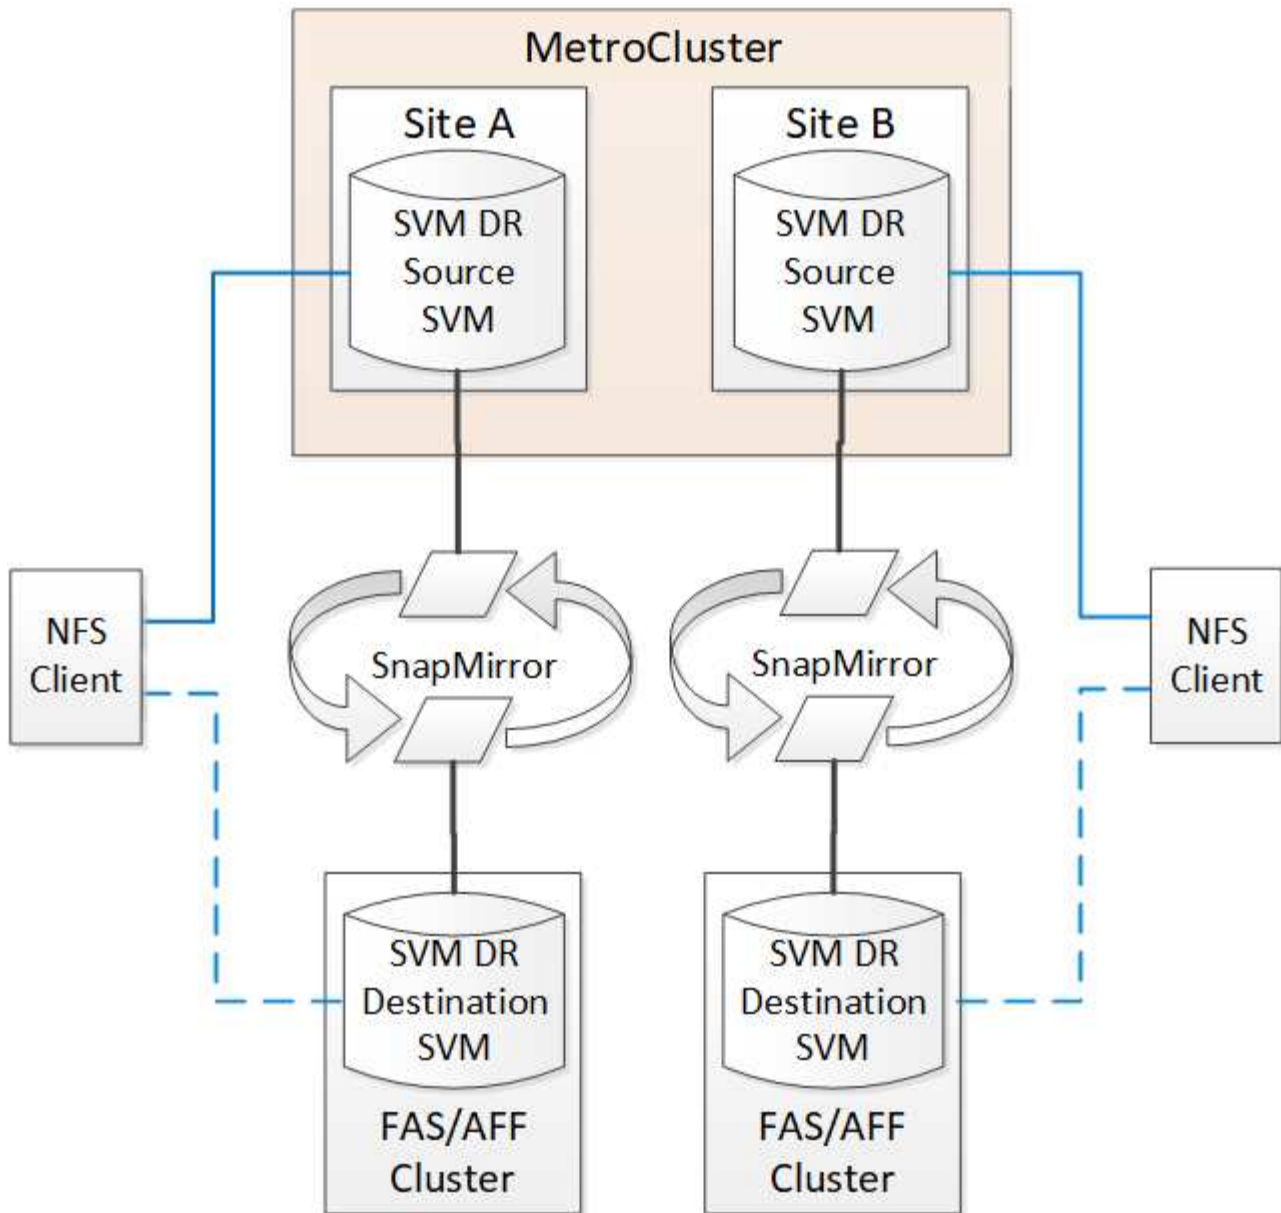 MetroCluster
Site A
SVM DR
Source
SVM
Site B
SVM DR
Source
SVM
NFS
Client
SnapMirror
SnapMirror
NFS
Client
SVM DR
Destination
SVM
FAS/AFF
Cluster
SVM DR
Destination
SVM
FAS/AFF
Cluster